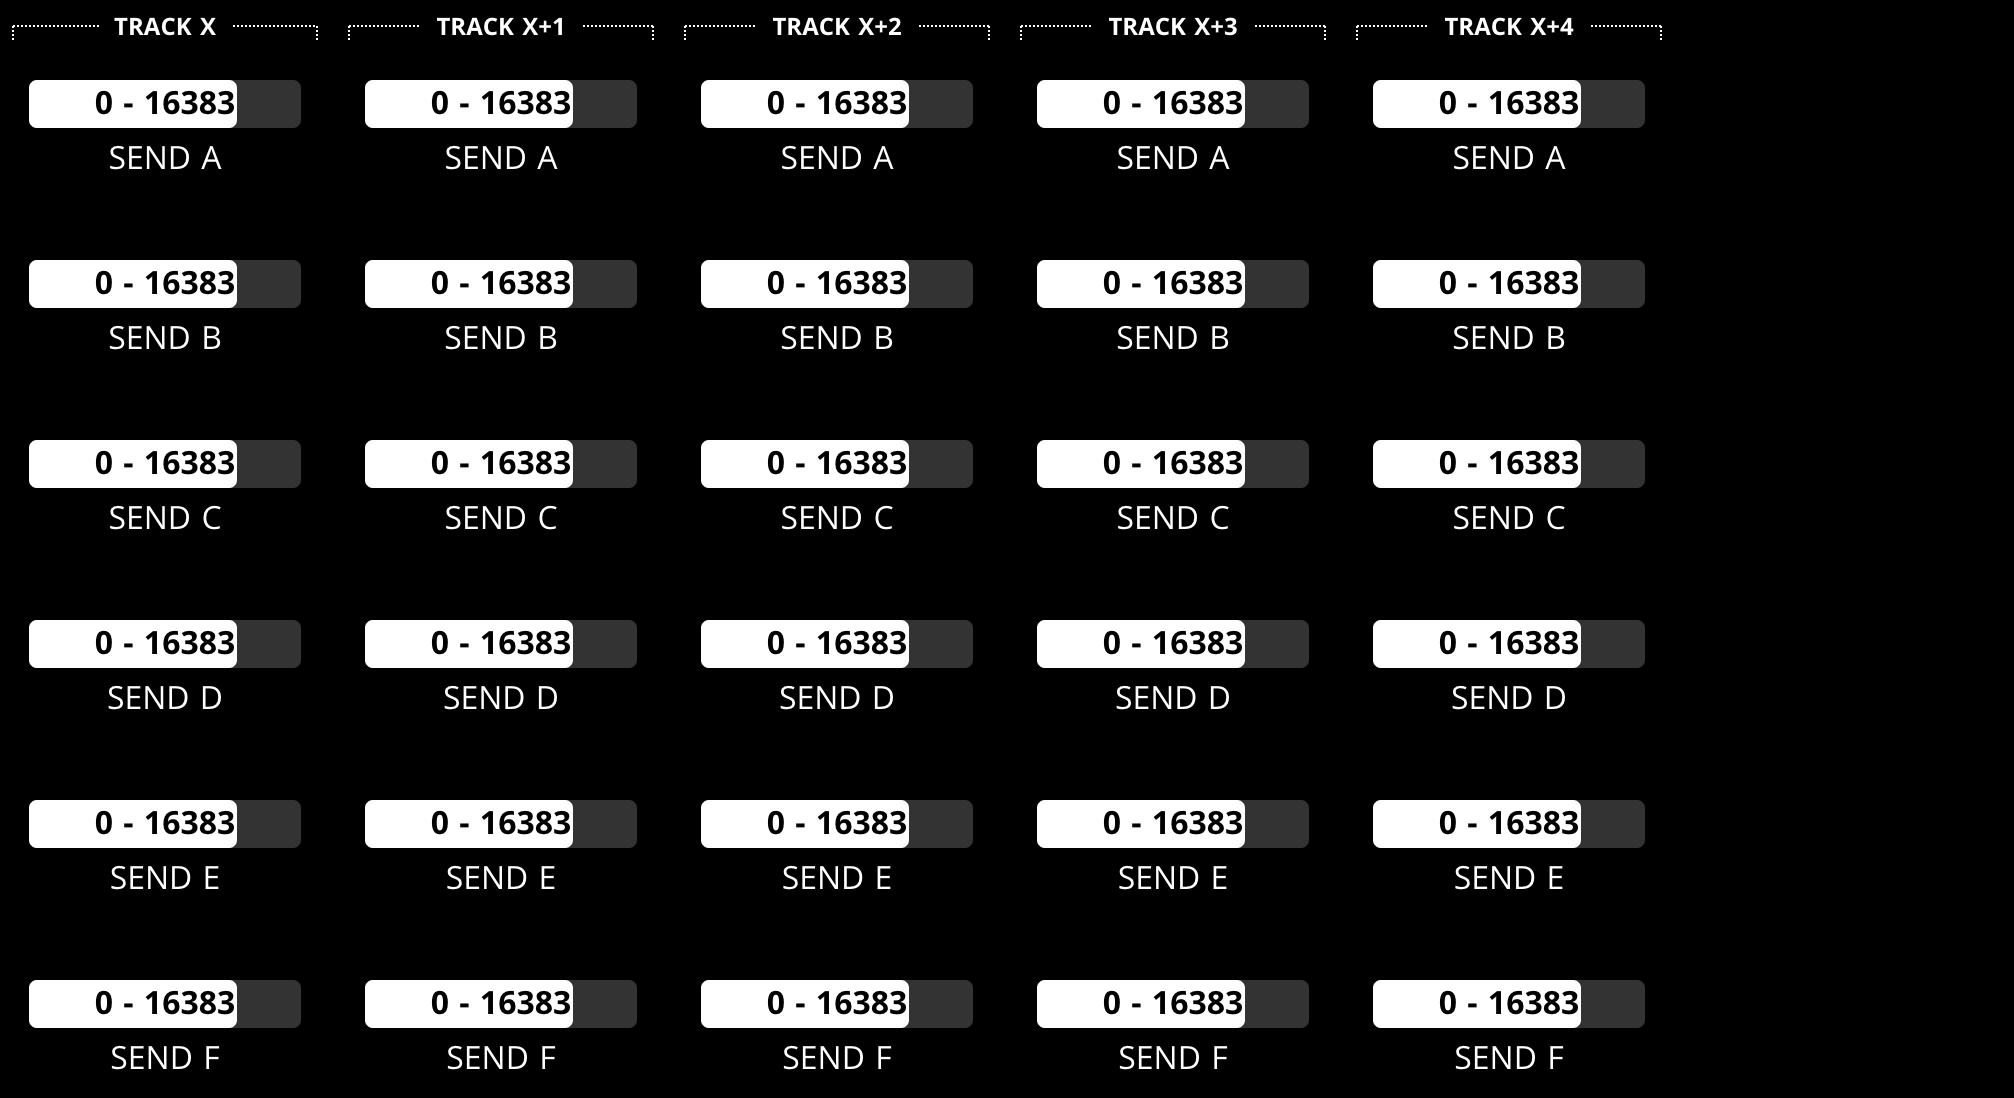 TRACK X TRACK X+1 TRACK X+2 TRACK X+3 TRACK X+4
0 - 16383 0 - 16383 0 - 16383 0 - 16383 0 - 16383
SEND A SEND A SEND A SEND A SEND A
0 - 16383 0 - 16383 0 - 16383 0 - 16383 0 - 16383
SEND B SEND B SEND B SEND B SEND B
0 - 16383 0 - 16383 0 - 16383 0 - 16383 0 - 16383
SEND C SEND C SEND C SEND C SEND C
0 - 16383 0 - 16383 0 - 16383 0 - 16383 0 - 16383
SEND D SEND D SEND D SEND D SEND D
0 - 16383 0 - 16383 0 - 16383 0 - 16383 0 - 16383
SEND E SEND E SEND E SEND E SEND E
0 - 16383 0 - 16383 0 - 16383 0 - 16383 0 - 16383
SEND F SEND F SEND F SEND F SEND F